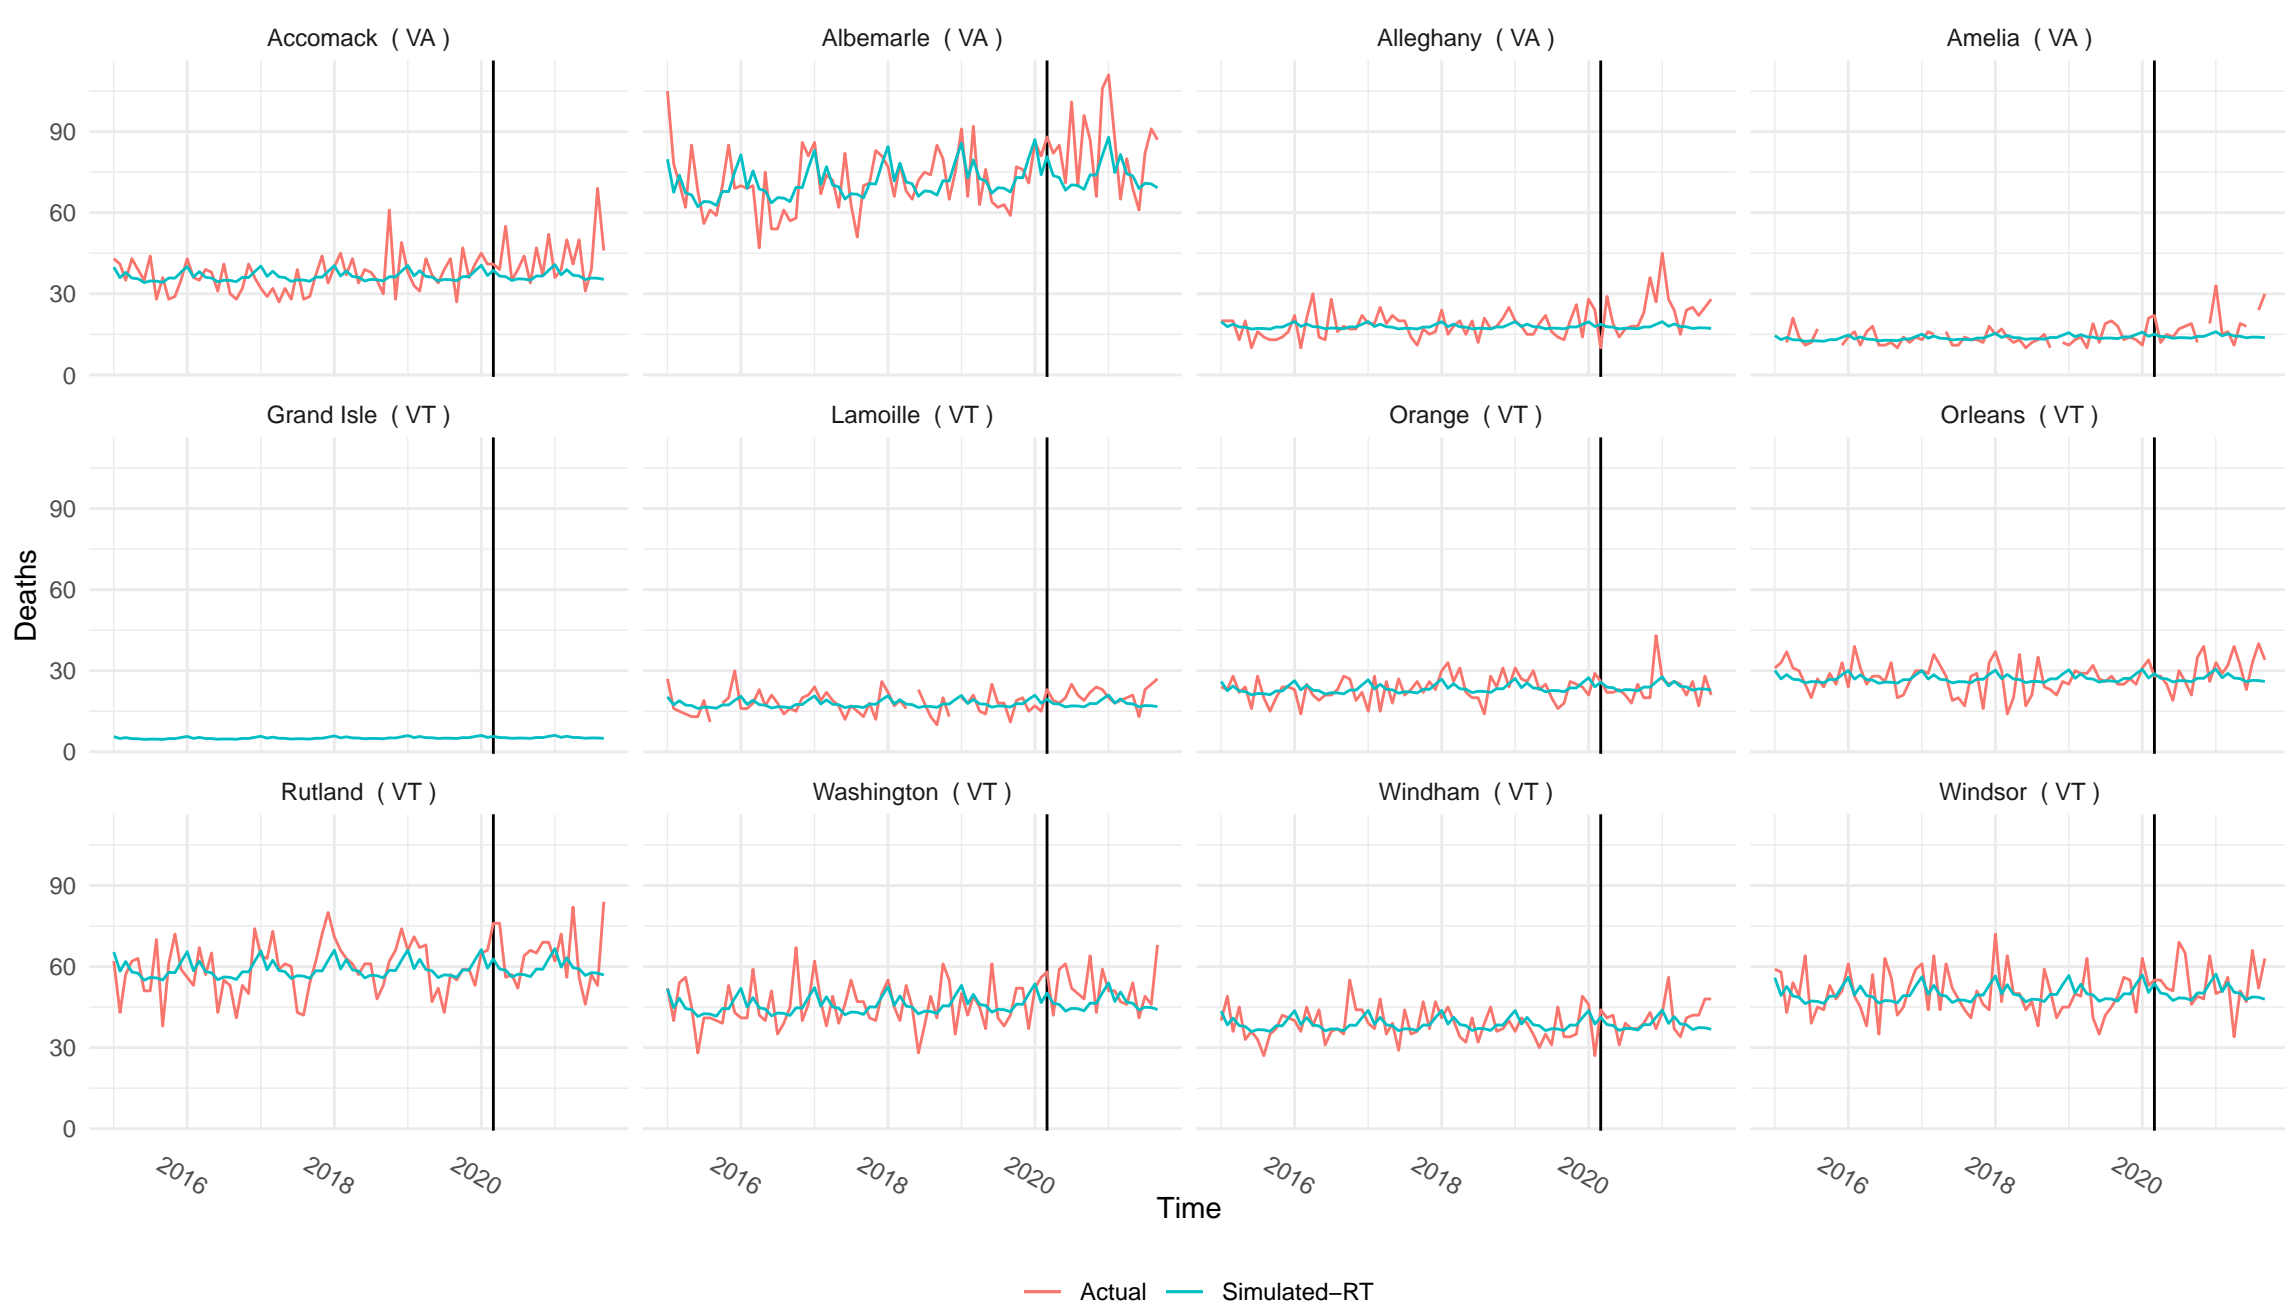 Accomack  ( VA )
Albemarle  ( VA )
Alleghany  ( VA )
Amelia  ( VA )
90
60
30
0
Grand Isle  ( VT )
Lamoille  ( VT )
Orange  ( VT )
Orleans  ( VT )
90
60
30
0
Deaths
Rutland  ( VT )
Washington  ( VT )
Windham  ( VT )
Windsor  ( VT )
90
60
30
0
2016 2018 2020
2016 2018 2020
2016 2018 2020
2016 2018 2020
Time
Actual
Simulated−RT